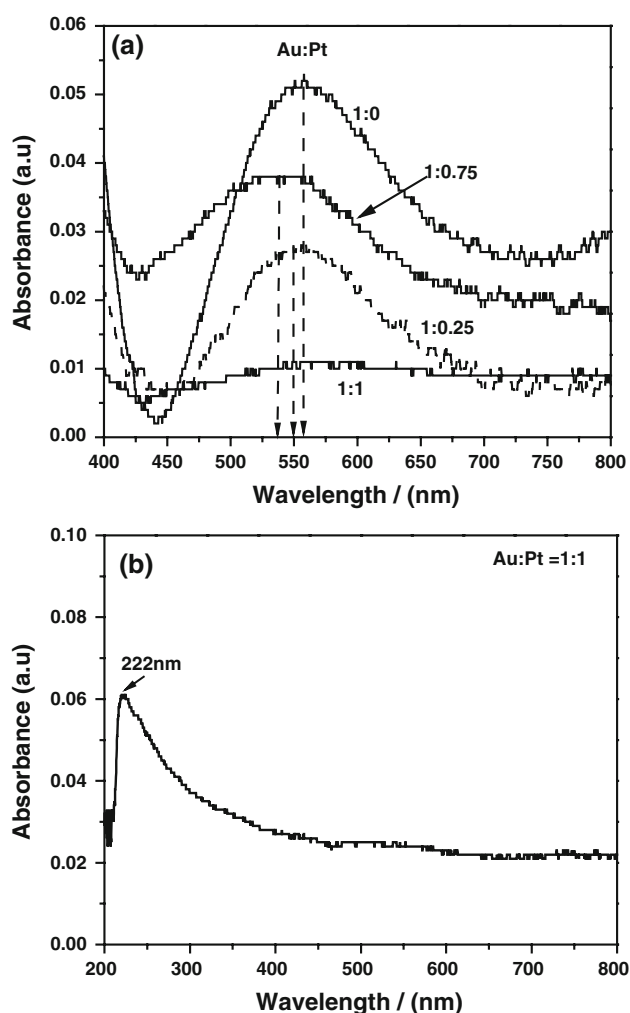 (a)
Au:Pt
1:0
1:0.75
1:0.25
1:1
0.06
0.05
0.04
0.03
0.02
0.01
0.00
Absorbance (a.u)
400 450 500 550 600 650 700 750 800
Wavelength / (nm)
(b)
Au:Pt =1:1
222nm
0.10
0.08
0.06
0.04
0.02
0.00
Absorbance (a.u)
200 300 400 500 600 700 800
Wavelength / (nm)